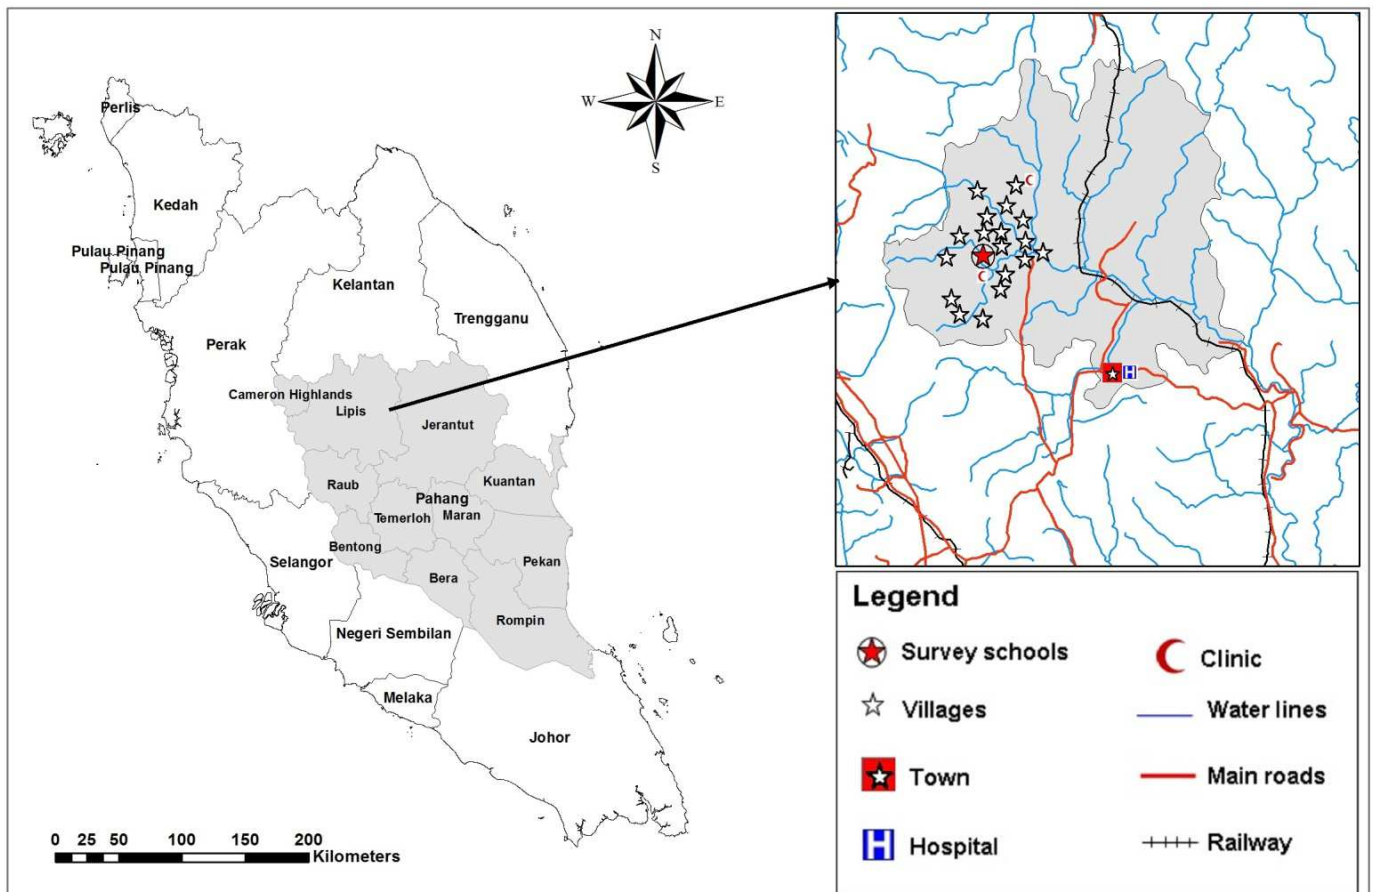 N
W
E
S
Perlis
Kedah
Pulau Pinang
Pulau Pinang
Kelantan
Trengganu
Perak
Cameron Highlands
Lipis
Jerantut
Raub
Kuantan
Pahang
Temerloh
Maran
Bentong
Selangor
Pekan
Bera
Rompin
Negeri Sembilan
Melaka
Johor
0 25 50 100 150 200
Kilometers
H
Legend
Survey schools
Clinic
Villages
Water lines
Town
Main roads
H
Hospital
Railway